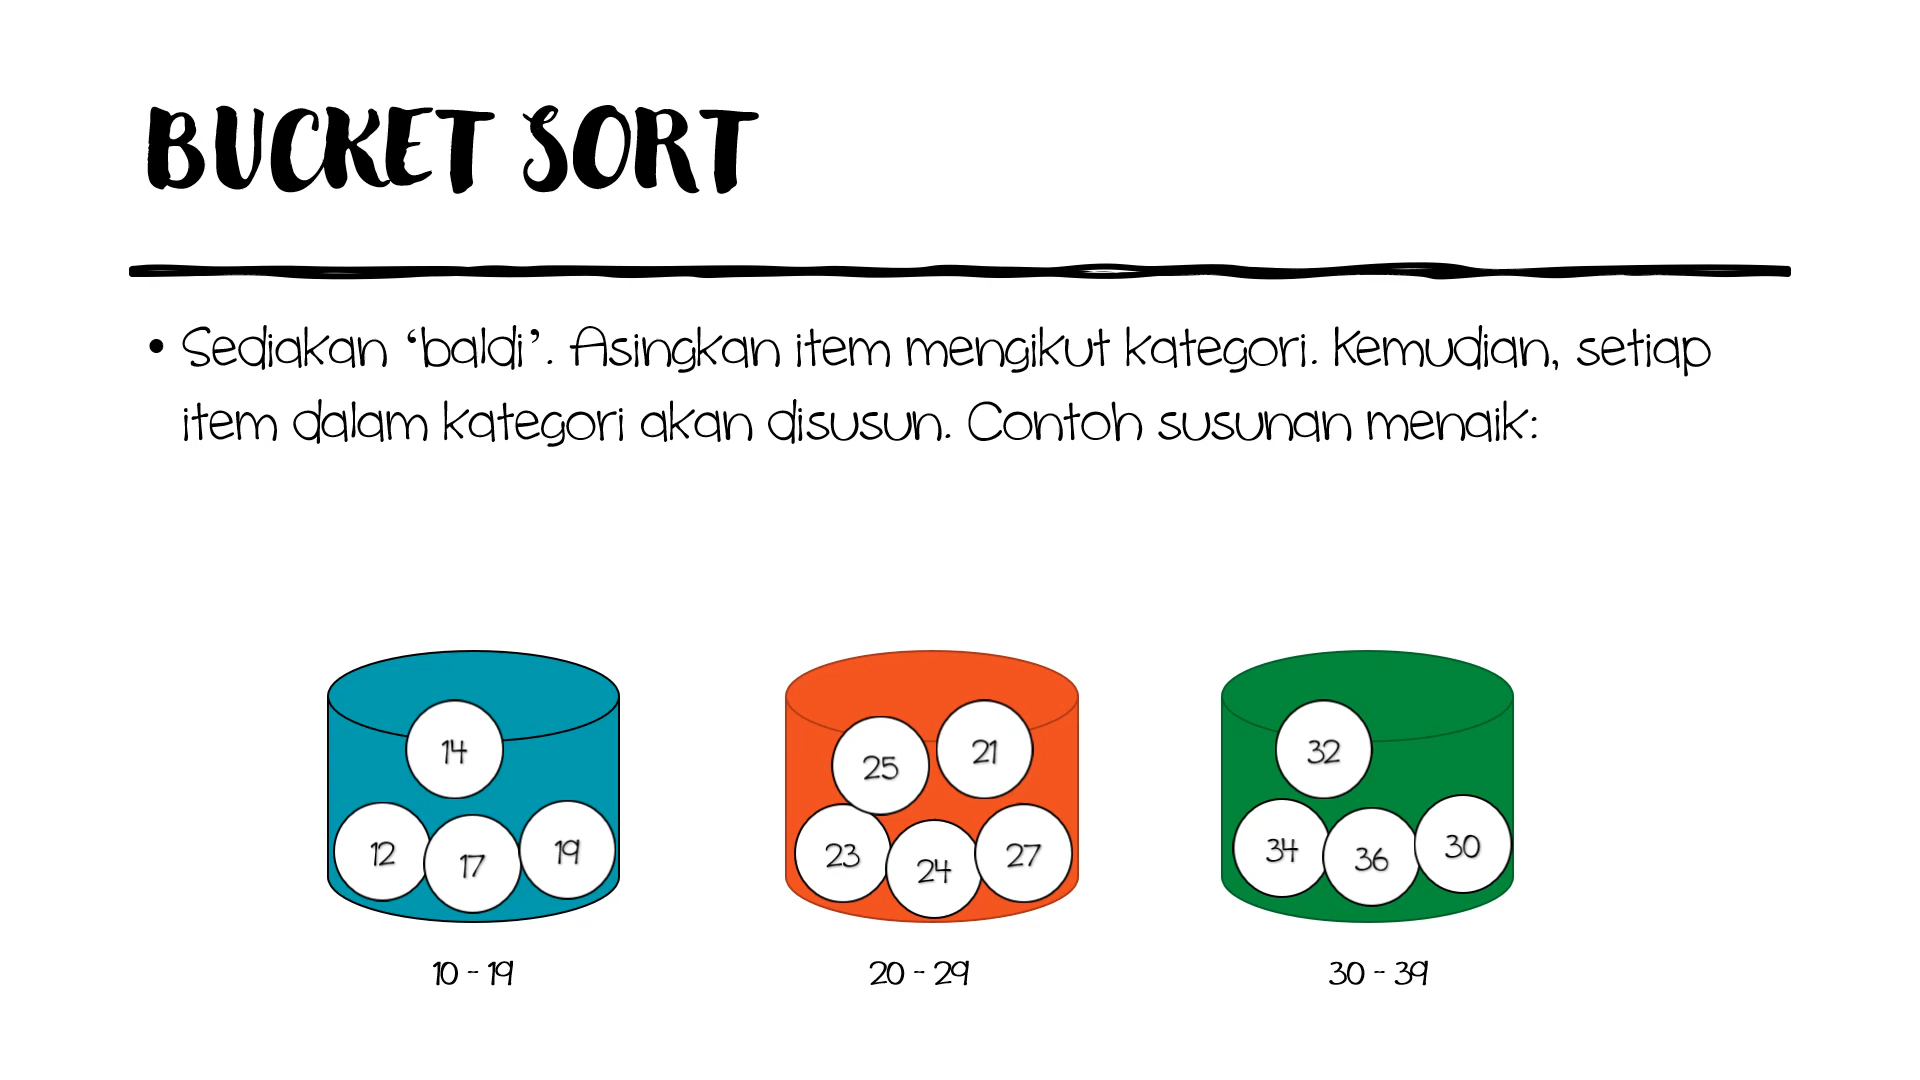 BUCKET SORT
• Sediakan ‘baldi’. Asingkan item mengikut kategori. Kemudian, setiap
item dalam kategori akan disusun. Contoh susunan menaik:
14
12 17 19
10 - 19
25 21
23 24 27
20 - 29
32
34 36 30
30 - 39